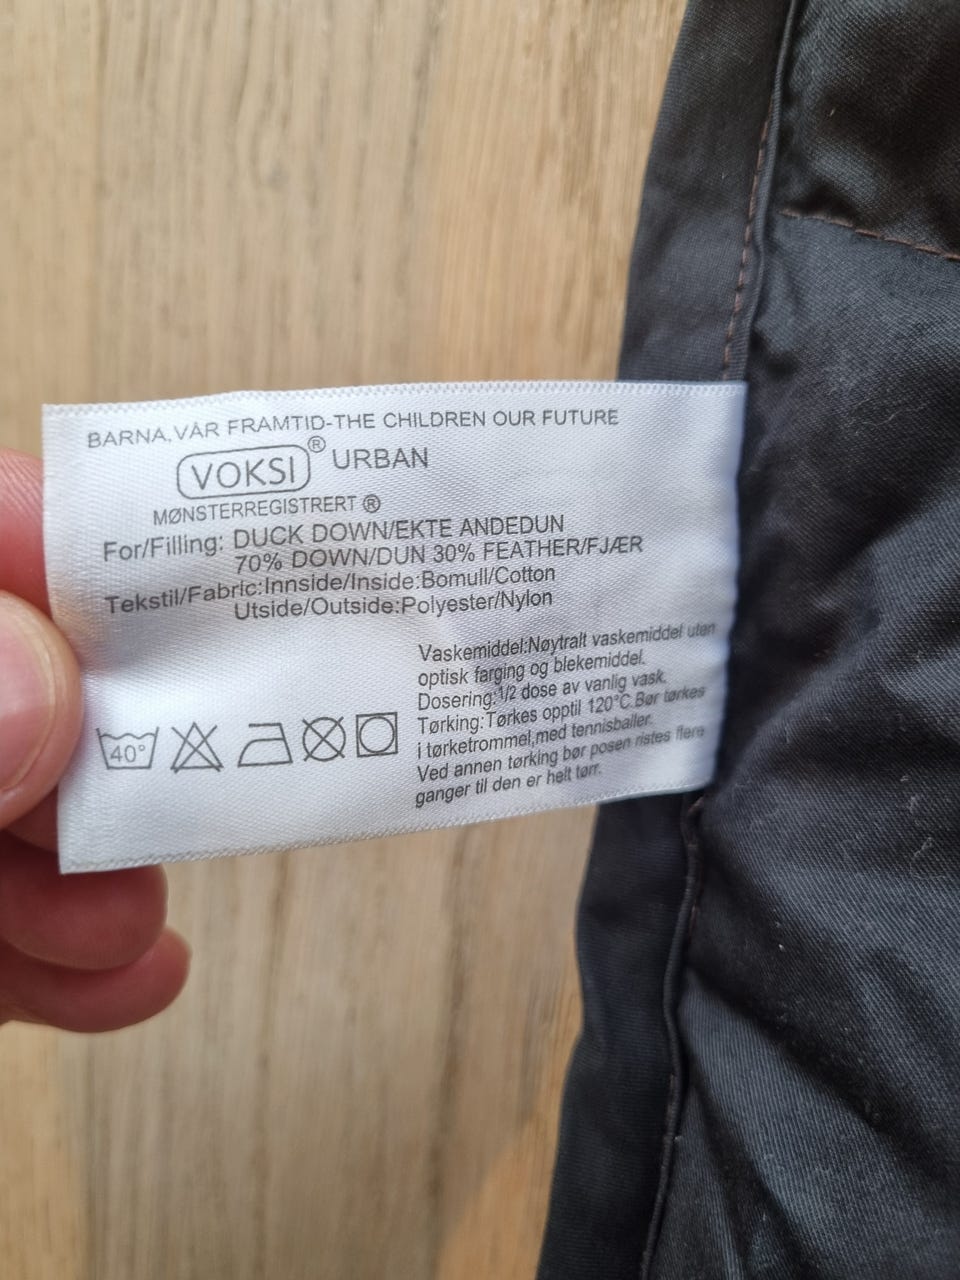 BARNA, VÅR FRAMTID-THE CHILDREN OUR FUTURE
VOKSI® URBAN
MØNSTERREGISTRERT ®
For/Filling: DUCK DOWN/EKTE ANDEDUN
70% DOWN/DUN 30% FEATHER/FJÆR
Tekstil/Fabric:Innside/Inside:Bomull/Cotton
Utside/Outside:Polyester/Nylon
Vaskemiddel:Nøytralt vaskemiddel uten
optisk farging og blekemiddel.
Dosering:1/2 dose av vanlig vask.
Tørking:Tørkes opptil 120°C.Bør tørkes
i tørketrommel,med tennisballer.
Ved annen tørking bør posen ristes flere
ganger til den er helt tørr.
40°